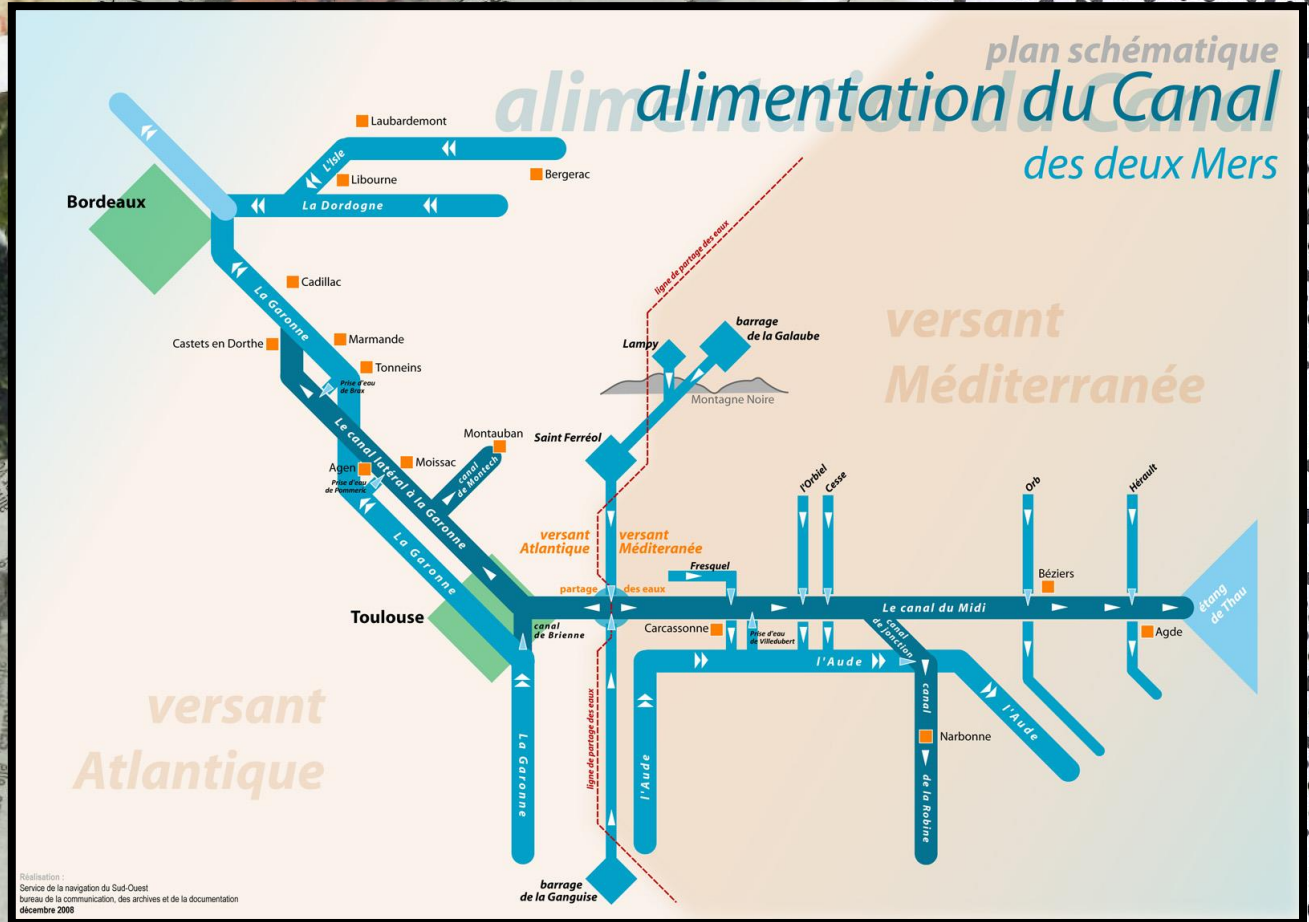 plan schématique
alimentation du Canal
des deux Mers
Laubardemont
L'Isle
Libourne
Bergerac
Bordeaux
La Dordogne
ligne de partage des eaux
Cadillac
La Garonne
Castets en Dorthe
Marmande
Tonneins
Prise d'eau
de Brax
versant
Méditerranée
barrage
de la Galaube
Lampy
Montagne Noire
Saint Ferréol
Montauban
canal
de Montech
Le canal latéral à la Garonne
Moissac
Agen
Prise d'eau
de Pommeric
La Garonne
l'Orbiel
Cesse
Orb
Hérault
versant
Atlantique
versant
Méditeranée
Fresquel
partage
des eaux
Béziers
Le canal du Midi
étang
de Thau
Toulouse
canal
de Brienne
Carcassonne
Prise d'eau
de Villedubert
canal
de jonction
Agde
l'Aude
l'Aude
canal
de la Robine
Narbonne
La Garonne
ligne de partage des eaux
l'Aude
versant
Atlantique
barrage
de la Ganguise
Réalisation :
Service de la navigation du Sud-Ouest
bureau de la communication, des archives et de la documentation
décembre 2008